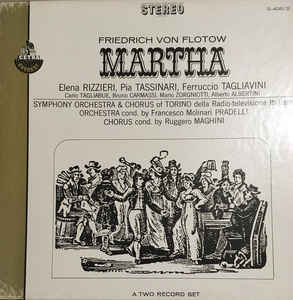 STEREO
CETRA
FRIEDRICH VON FLOTOW
MARTHA
Elena RIZZIERI, Pia TASSINARI, Ferruccio TAGLIAVINI
Carlo TAGLIABUE, Bruno CARMASSI, Mario ZORGNIOTTI, Alberto ALBERTINI
SYMPHONY ORCHESTRA & CHORUS of TORINO della Radio-televisione
ORCHESTRA cond. by Francesco Molinari PRADELLI
CHORUS cond. by Ruggero MAGHINI
A TWO RECORD SET